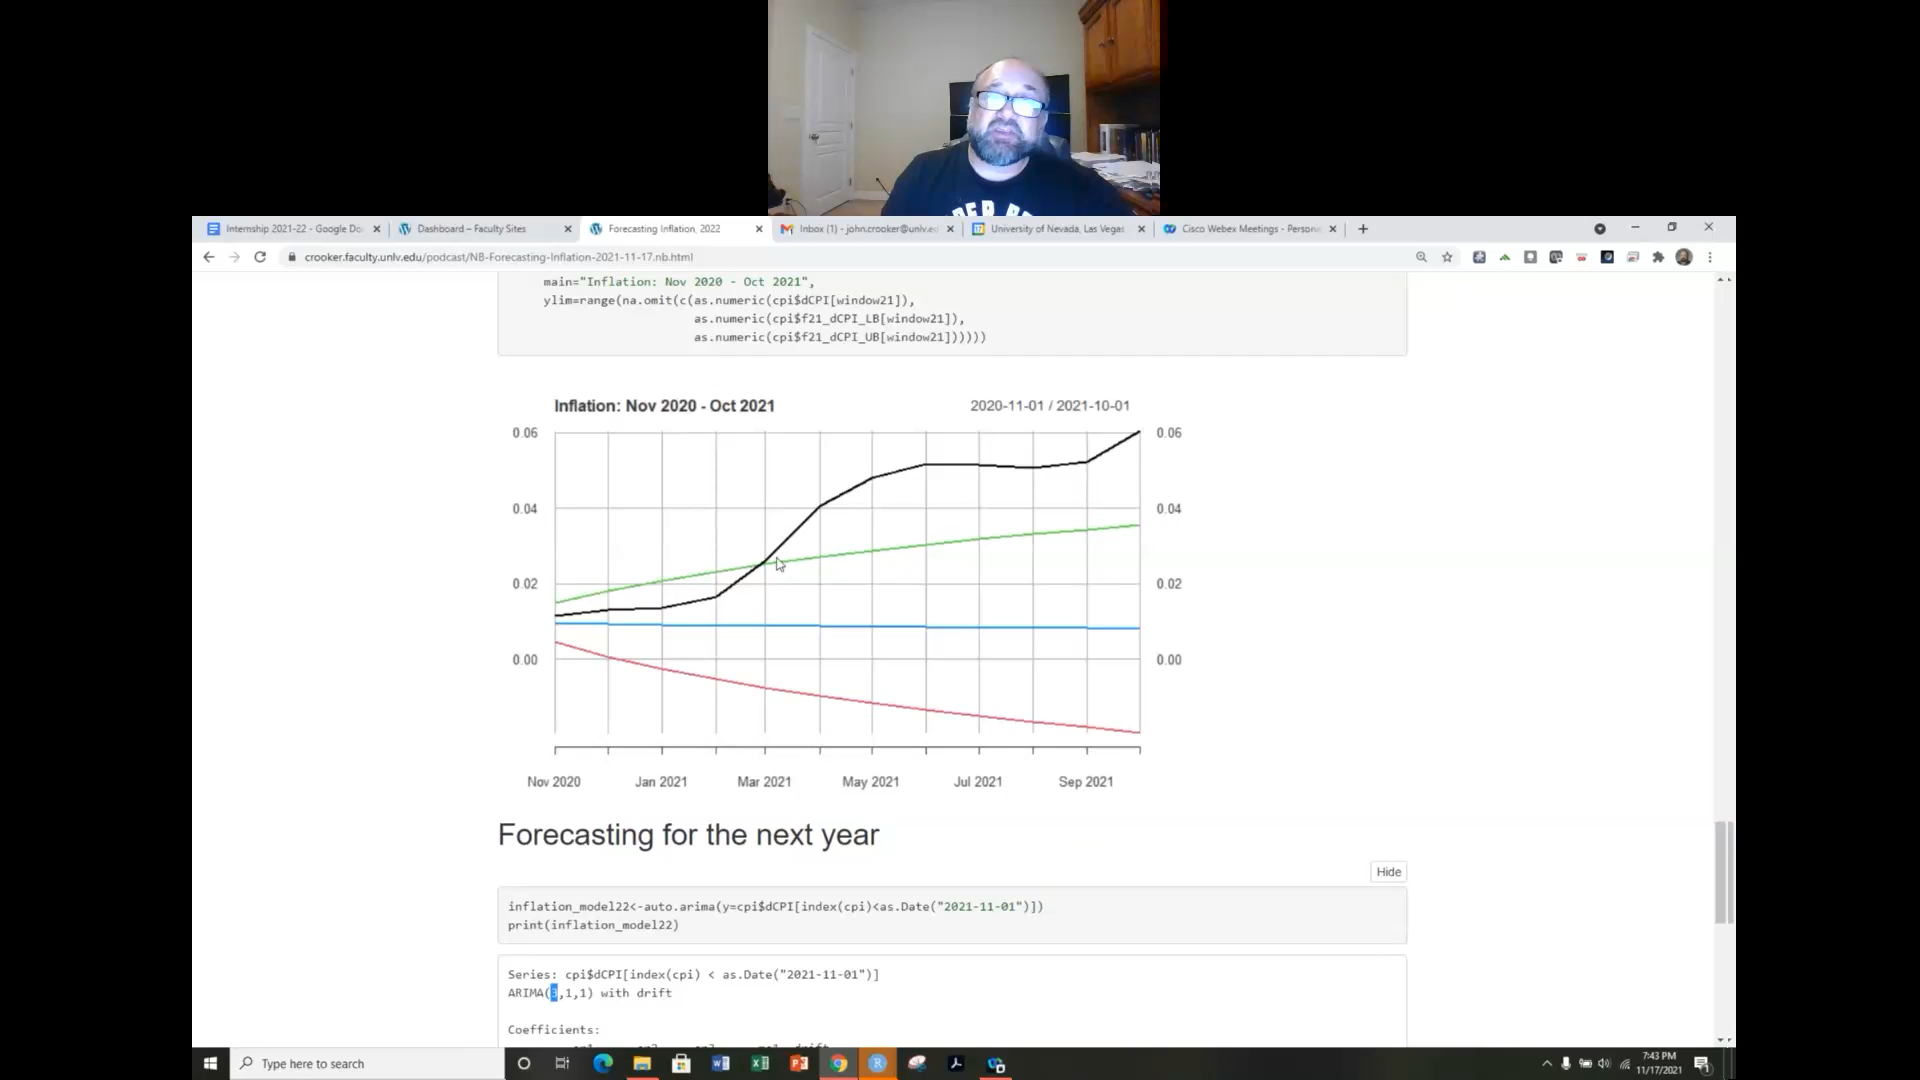 Internship 2021-22 - Google Do
Dashboard – Faculty Sites
Forecasting Inflation, 2022
Inbox (1) - john.crooker@unlv.ed
University of Nevada, Las Vegas
Cisco Webex Meetings - Persona
crooker.faculty.unlv.edu/podcast/NB-Forecasting-Inflation-2021-11-17.nb.html
main="Inflation: Nov 2020 - Oct 2021",
ylim=range(na.omit(c(as.numeric(cpi$dCPI[window21]),
as.numeric(cpi$f21_dCPI_LB[window21]),
as.numeric(cpi$f21_dCPI_UB[window21])))))
Inflation: Nov 2020 - Oct 2021
2020-11-01 / 2021-10-01
0.06 0.06
0.04 0.04
0.02 0.02
0.00 0.00
Nov 2020 Jan 2021 Mar 2021 May 2021 Jul 2021 Sep 2021
Forecasting for the next year
Hide
inflation_model22<-auto.arima(y=cpi$dCPI[index(cpi)<as.Date("2021-11-01")])
print(inflation_model22)
Series: cpi$dCPI[index(cpi) < as.Date("2021-11-01")]
ARIMA(3,1,1) with drift
Coefficients:
drift
Type here to search
7:43 PM
11/17/2021